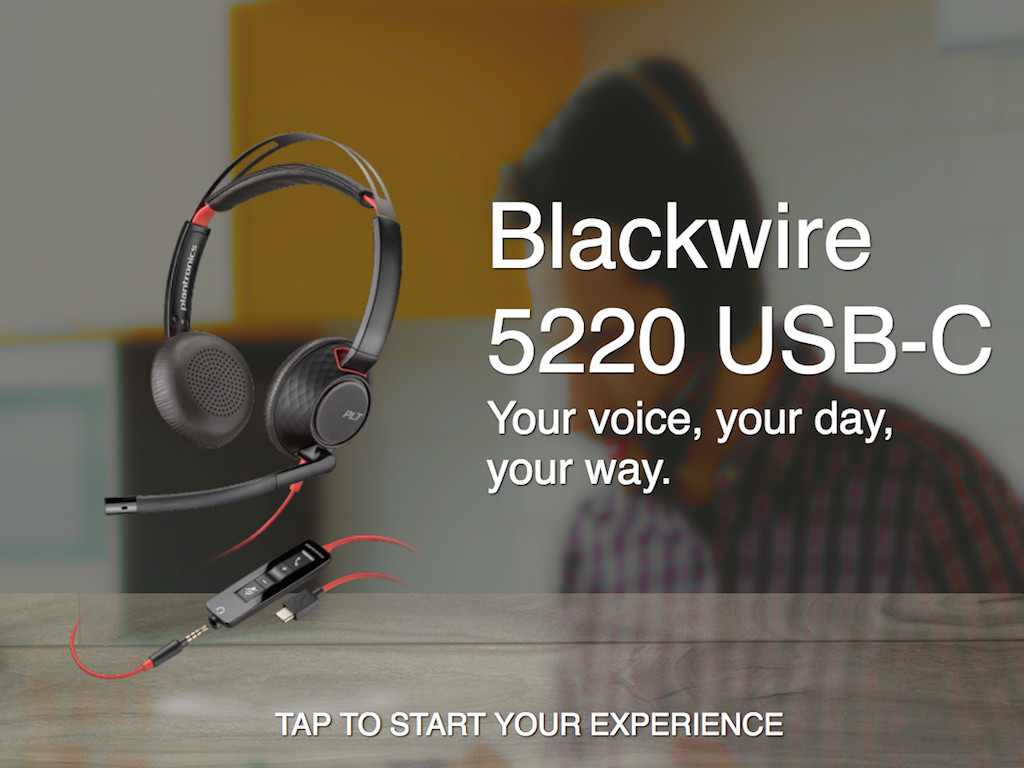 plantronics
PLT
Blackwire
5220 USB-C
Your voice, your day,
your way.
TAP TO START YOUR EXPERIENCE